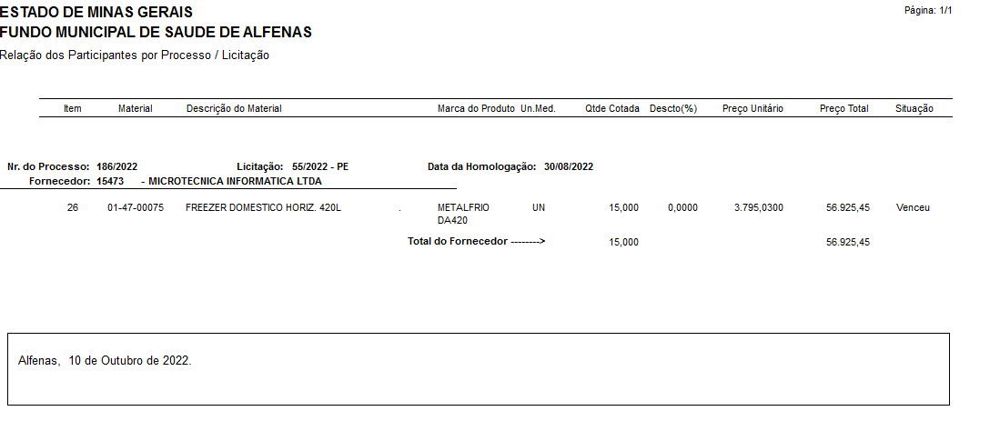 ESTADO DE MINAS GERAIS
Página: 1/1
FUNDO MUNICIPAL DE SAUDE DE ALFENAS
Relação dos Participantes por Processo / Licitação
Item Material Descrição do Material Marca do Produto Un.Med. Qtde Cotada Descto(%) Preço Unitário Preço Total Situação
Nr. do Processo: 186/2022 Licitação: 55/2022 - PE Data da Homologação: 30/08/2022
Fornecedor: 15473 - MICROTECNICA INFORMATICA LTDA
26 01-47-00075 FREEZER DOMESTICO HORIZ. 420L . METALFRIO UN 15,000 0,0000 3.795,0300 56.925,45 Venceu
DA420
Total do Fornecedor --------> 15,000 56.925,45
Alfenas, 10 de Outubro de 2022.